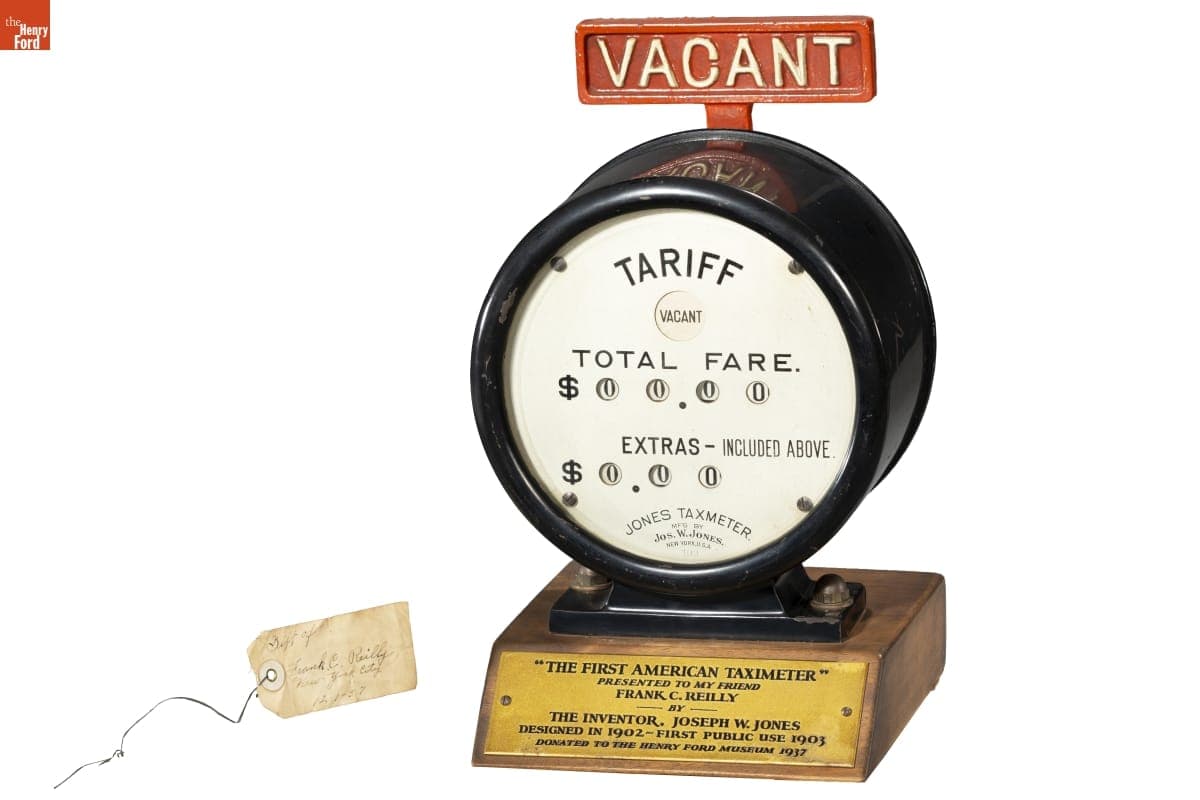 the
Henry
Ford
VACANT
TARIFF
VACANT
TOTAL FARE.
$ 0 0 . 0 0
EXTRAS - INCLUDED ABOVE.
$ 0 . 0 0
JONES TAXMETER.
M'F'G BY
JOS. W. JONES.
NEW YORK, U.S.A.
Gift of
Frank C. Reilly
New York City
"THE FIRST AMERICAN TAXIMETER"
PRESENTED TO MY FRIEND
FRANK C. REILLY
BY
THE INVENTOR, JOSEPH W. JONES
DESIGNED IN 1902 - FIRST PUBLIC USE 1903
DONATED TO THE HENRY FORD MUSEUM 1937